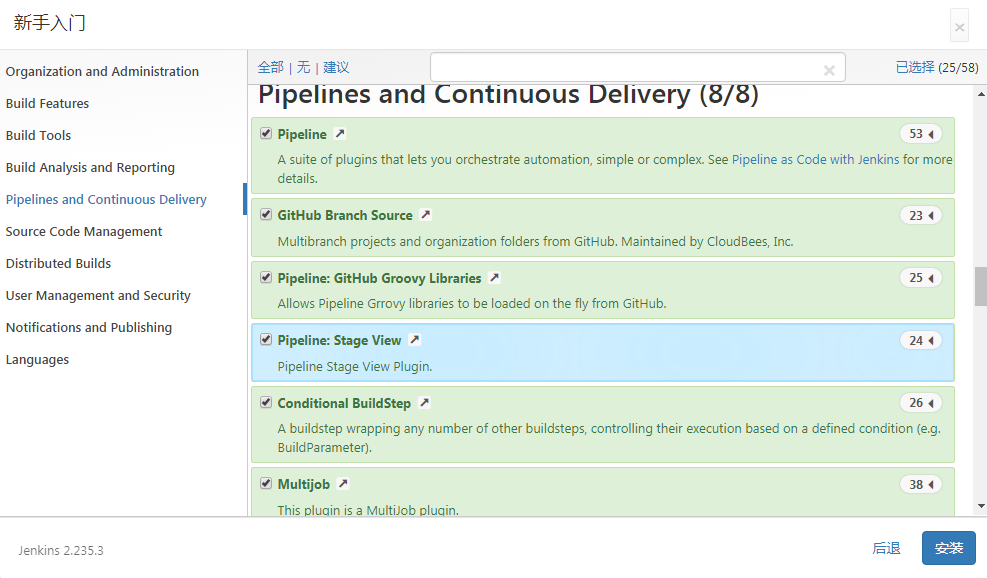 新手入门
×
Organization and Administration
Build Features
Build Tools
Build Analysis and Reporting
Pipelines and Continuous Delivery
Source Code Management
Distributed Builds
User Management and Security
Notifications and Publishing
Languages
全部 | 无 | 建议
已选择 (25/58)
Pipelines and Continuous Delivery (8/8)
Pipeline
53
A suite of plugins that lets you orchestrate automation, simple or complex. See Pipeline as Code with Jenkins for more
details.
GitHub Branch Source
23
Multibranch projects and organization folders from GitHub. Maintained by CloudBees, Inc.
Pipeline: GitHub Groovy Libraries
25
Allows Pipeline Grrovy libraries to be loaded on the fly from GitHub.
Pipeline: Stage View
24
Pipeline Stage View Plugin.
Conditional BuildStep
26
A buildstep wrapping any number of other buildsteps, controlling their execution based on a defined condition (e.g.
BuildParameter).
Multijob
38
This plugin is a MultiJob plugin.
Jenkins 2.235.3
后退
安装